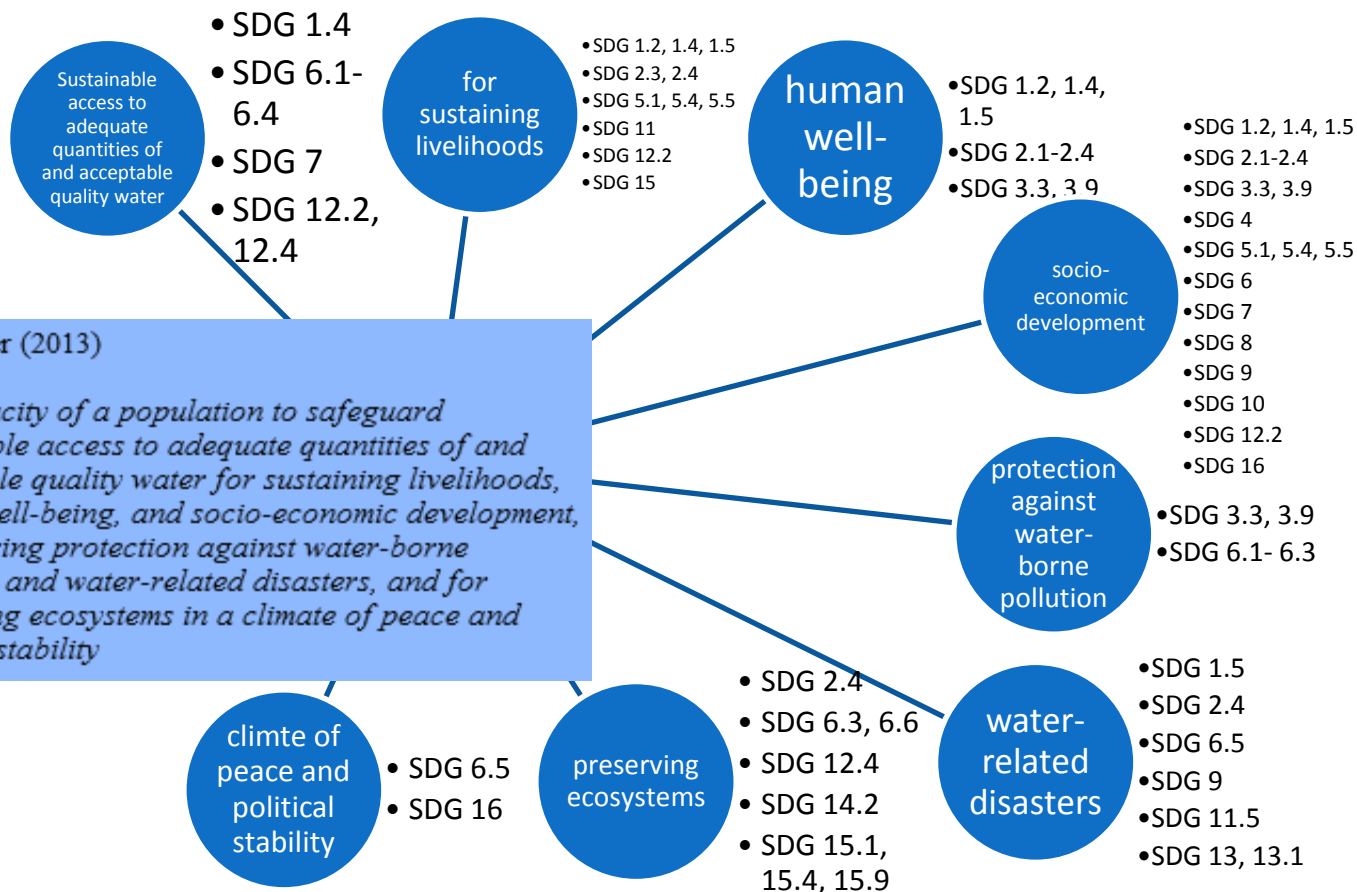 Sustainable
access to
adequate
quantities of
and acceptable
quality water
• SDG 1.4
• SDG 6.1-
6.4
• SDG 7
• SDG 12.2,
12.4
for
sustaining
livelihoods
• SDG 1.2, 1.4, 1.5
• SDG 2.3, 2.4
• SDG 5.1, 5.4, 5.5
• SDG 11
• SDG 12.2
• SDG 15
human
well-
being
• SDG 1.2, 1.4,
1.5
• SDG 2.1-2.4
• SDG 3.3, 3.9
socio-
economic
development
• SDG 1.2, 1.4, 1.5
• SDG 2.1-2.4
• SDG 3.3, 3.9
• SDG 4
• SDG 5.1, 5.4, 5.5
• SDG 6
• SDG 7
• SDG 8
• SDG 9
• SDG 10
• SDG 12.2
• SDG 16
(2013)
of a population to safeguard
access to adequate quantities of and
quality water for sustaining livelihoods,
well-being, and socio-economic development,
protection against water-borne
and water-related disasters, and for
ecosystems in a climate of peace and
stability
protection
against
water-
borne
pollution
• SDG 3.3, 3.9
• SDG 6.1- 6.3
water-
related
disasters
• SDG 1.5
• SDG 2.4
• SDG 6.5
• SDG 9
• SDG 11.5
• SDG 13, 13.1
preserving
ecosystems
• SDG 2.4
• SDG 6.3, 6.6
• SDG 12.4
• SDG 14.2
• SDG 15.1,
15.4, 15.9
climte of
peace and
political
stability
• SDG 6.5
• SDG 16